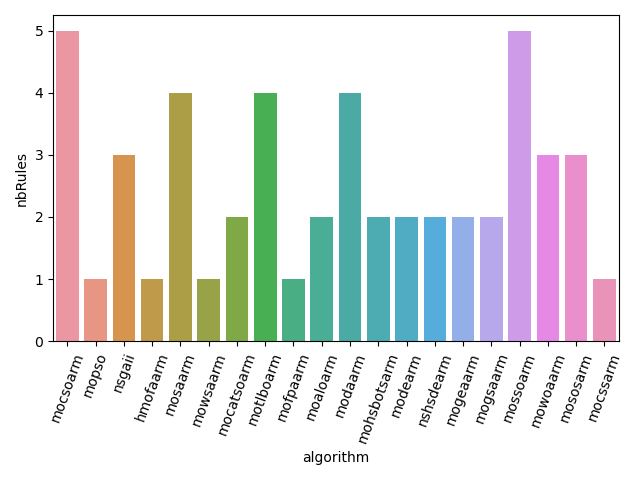 5
4
3
2
1
0
nbRules
mocsoarm
mopso
nsgaii
hmofaarm
mosaarm
mowsaarm
mocatsoarm
motlboarm
mofpaarm
moaloarm
modaarm
mohsbotsarm
modearm
nshsdearm
mogeaarm
mogsaarm
mossoarm
mowoaarm
mososarm
mocssarm
algorithm